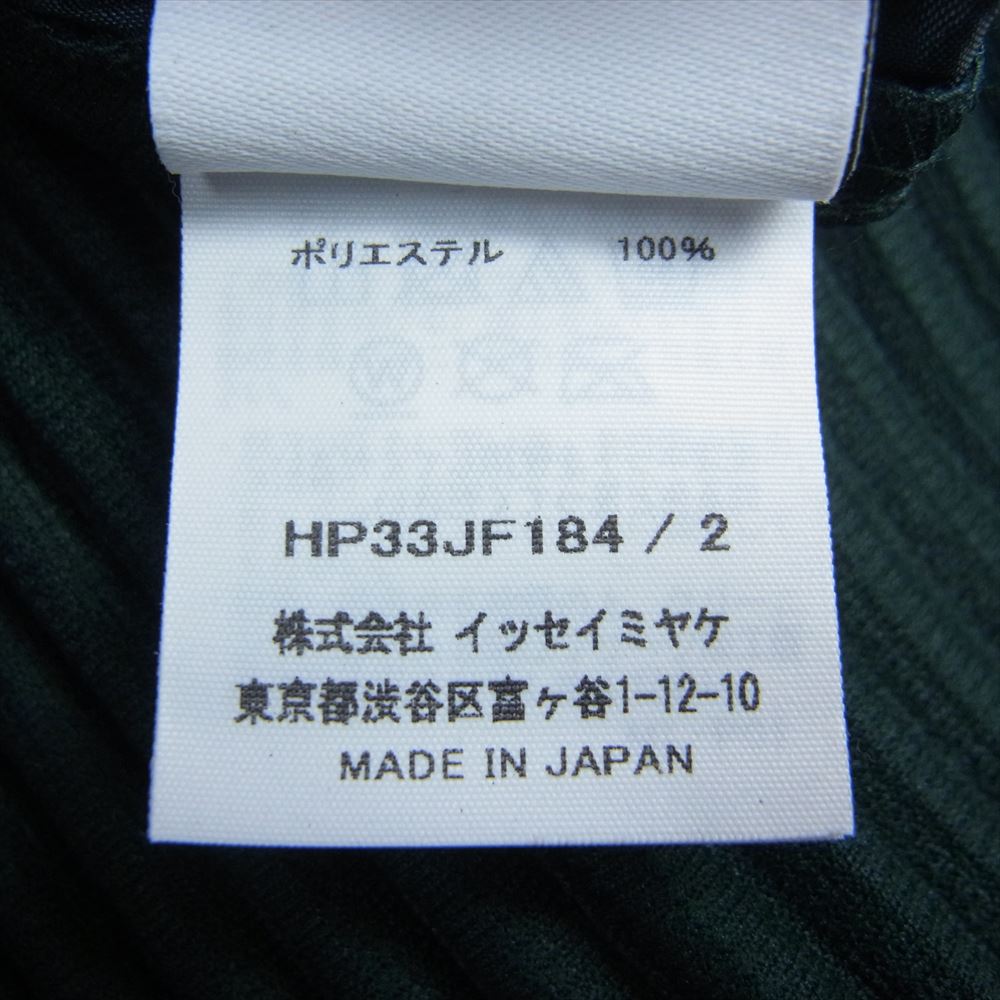 ポリエステル 100%
HP33JF184 / 2
株式会社 イッセイミヤケ
東京都渋谷区富ヶ谷1-12-10
MADE IN JAPAN